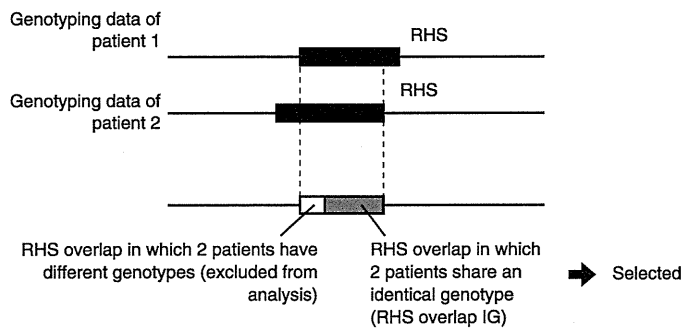 Genotyping data of
patient 1
RHS
Genotyping data of
patient 2
RHS
RHS overlap in which 2 patients have
different genotypes (excluded from
analysis)
RHS overlap in which
2 patients share an
identical genotype
(RHS overlap IG)
Selected